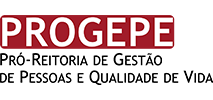 PROGEPE
PRÓ-REITORIA DE GESTÃO
DE PESSOAS E QUALIDADE DE VIDA